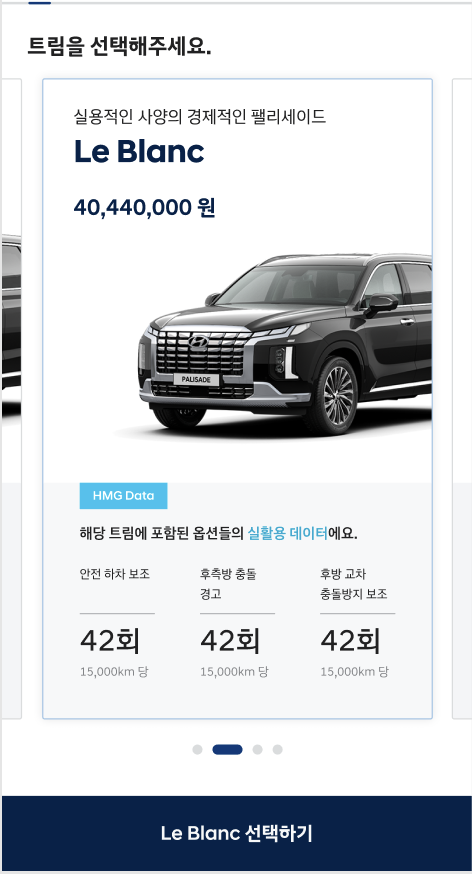 트림을 선택해주세요.
실용적인 사양의 경제적인 팰리세이드
Le Blanc
40,440,000 원
PALISADE
HMG Data
해당 트림에 포함된 옵션들의 실활용 데이터에요.
안전 하차 보조
42회
15,000km 당
후측방 충돌
경고
42회
15,000km 당
후방 교차
충돌방지 보조
42회
15,000km 당
Le Blanc 선택하기